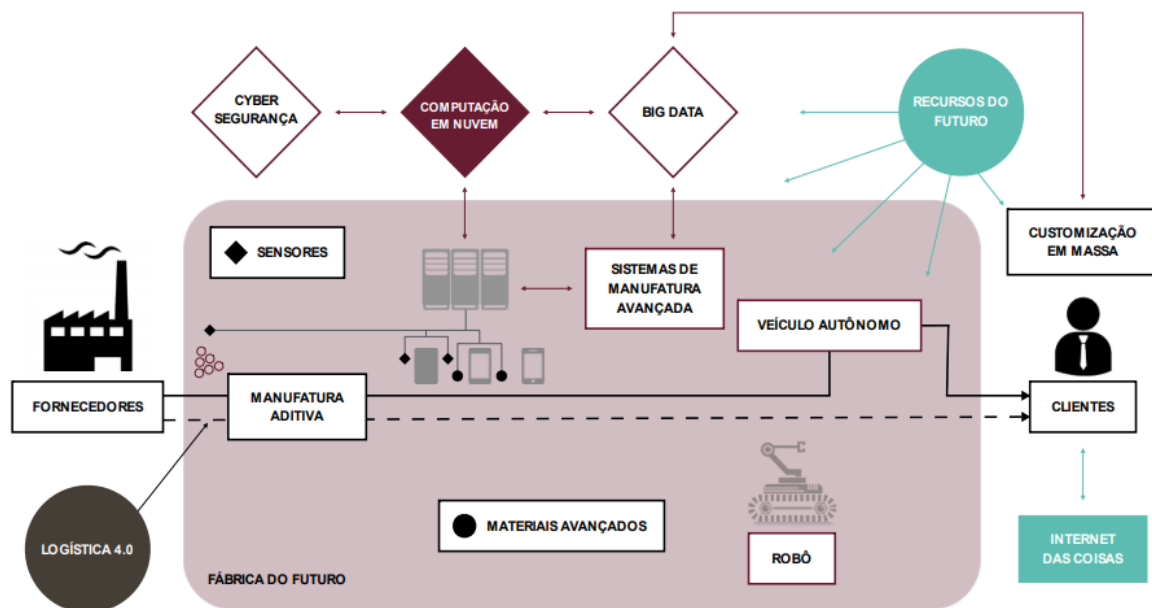 CYBER
SEGURANÇA
COMPUTAÇÃO
EM NUVEM
BIG DATA
RECURSOS DO
FUTURO
CUSTOMIZAÇÃO
EM MASSA
SENSORES
SISTEMAS DE
MANUFATURA
AVANÇADA
VEÍCULO AUTÔNOMO
FORNECEDORES
MANUFATURA
ADITIVA
CLIENTES
LOGÍSTICA 4.0
MATERIAIS AVANÇADOS
ROBÔ
INTERNET
DAS COISAS
FÁBRICA DO FUTURO